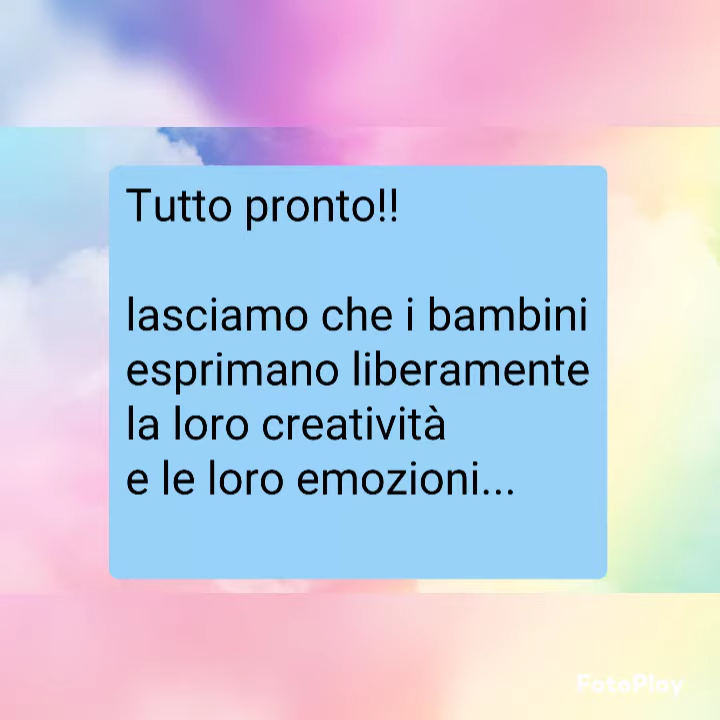 Tutto pronto!!
lasciamo che i bambini
esprimano liberamente
la loro creatività
e le loro emozioni...
FotoPlay